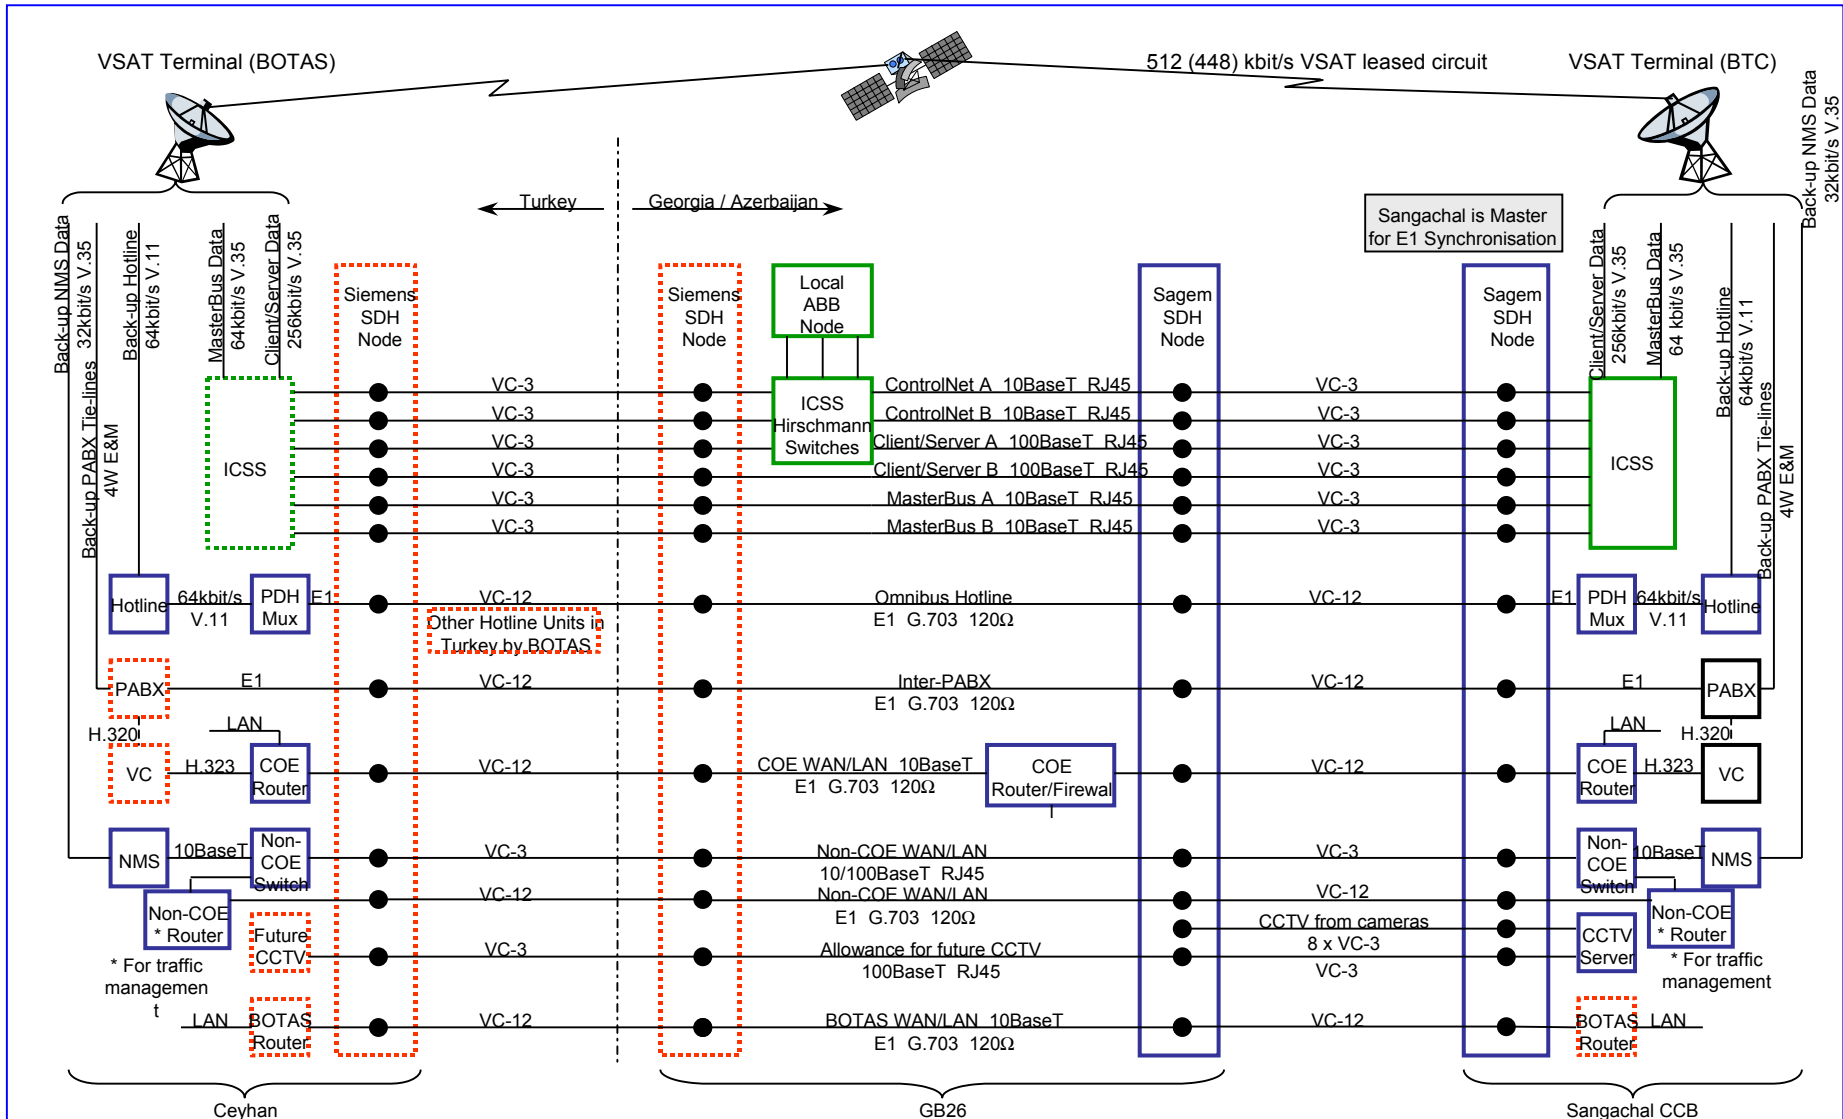 VSAT Terminal (BOTAS)
512 (448) kbit/s VSAT leased circuit
VSAT Terminal (BTC)
Back-up NMS Data
32kbit/s V.35
Turkey
Georgia / Azerbaijan
Sangachal is Master
for E1 Synchronisation
Back-up NMS Data
32kbit/s V.35
Back-up PABX Tie-lines
4W E&M
Back-up Hotline
64kbit/s V.11
MasterBus Data
64kbit/s V.35
Client/Server Data
256kbit/s V.35
Siemens
SDH
Node
Siemens
SDH
Node
Local
ABB
Node
Sagem
SDH
Node
Sagem
SDH
Node
Client/Server Data
256kbit/s V.35
MasterBus Data
64 kbit/s V.35
Back-up Hotline
64kbit/s V.11
Back-up PABX Tie-lines
4W E&M
ICSS
ICSS
Hirschmann
Switches
ICSS
VC-3
ControlNet A 10BaseT RJ45
VC-3
VC-3
ControlNet B 10BaseT RJ45
VC-3
VC-3
Client/Server A 100BaseT RJ45
VC-3
VC-3
Client/Server B 100BaseT RJ45
VC-3
VC-3
MasterBus A 10BaseT RJ45
VC-3
VC-3
MasterBus B 10BaseT RJ45
VC-3
Hotline
64kbit/s
V.11
PDH
Mux
E1
VC-12
Omnibus Hotline
E1 G.703 120Ω
VC-12
E1
PDH
Mux
64kbit/s
V.11
Hotline
Other Hotline Units in
Turkey by BOTAS
PABX
E1
VC-12
Inter-PABX
E1 G.703 120Ω
VC-12
E1
PABX
H.320
LAN
LAN
H.320
VC
H.323
COE
Router
VC-12
COE WAN/LAN 10BaseT
E1 G.703 120Ω
COE
Router/Firewal
VC-12
COE
Router
H.323
VC
NMS
10BaseT
Non-
COE
Switch
VC-3
Non-COE WAN/LAN
10/100BaseT RJ45
VC-3
Non-
COE
Switch
10BaseT
NMS
Non-COE
* Router
VC-12
Non-COE WAN/LAN
E1 G.703 120Ω
VC-12
Non-COE
* Router
CCTV from cameras
8 x VC-3
Future
CCTV
VC-3
Allowance for future CCTV
100BaseT RJ45
VC-3
CCTV
Server
* For traffic
managemen
t
* For traffic
management
LAN
BOTAS
Router
VC-12
BOTAS WAN/LAN 10BaseT
E1 G.703 120Ω
VC-12
BOTAS
Router
LAN
Ceyhan
GB26
Sangachal CCB